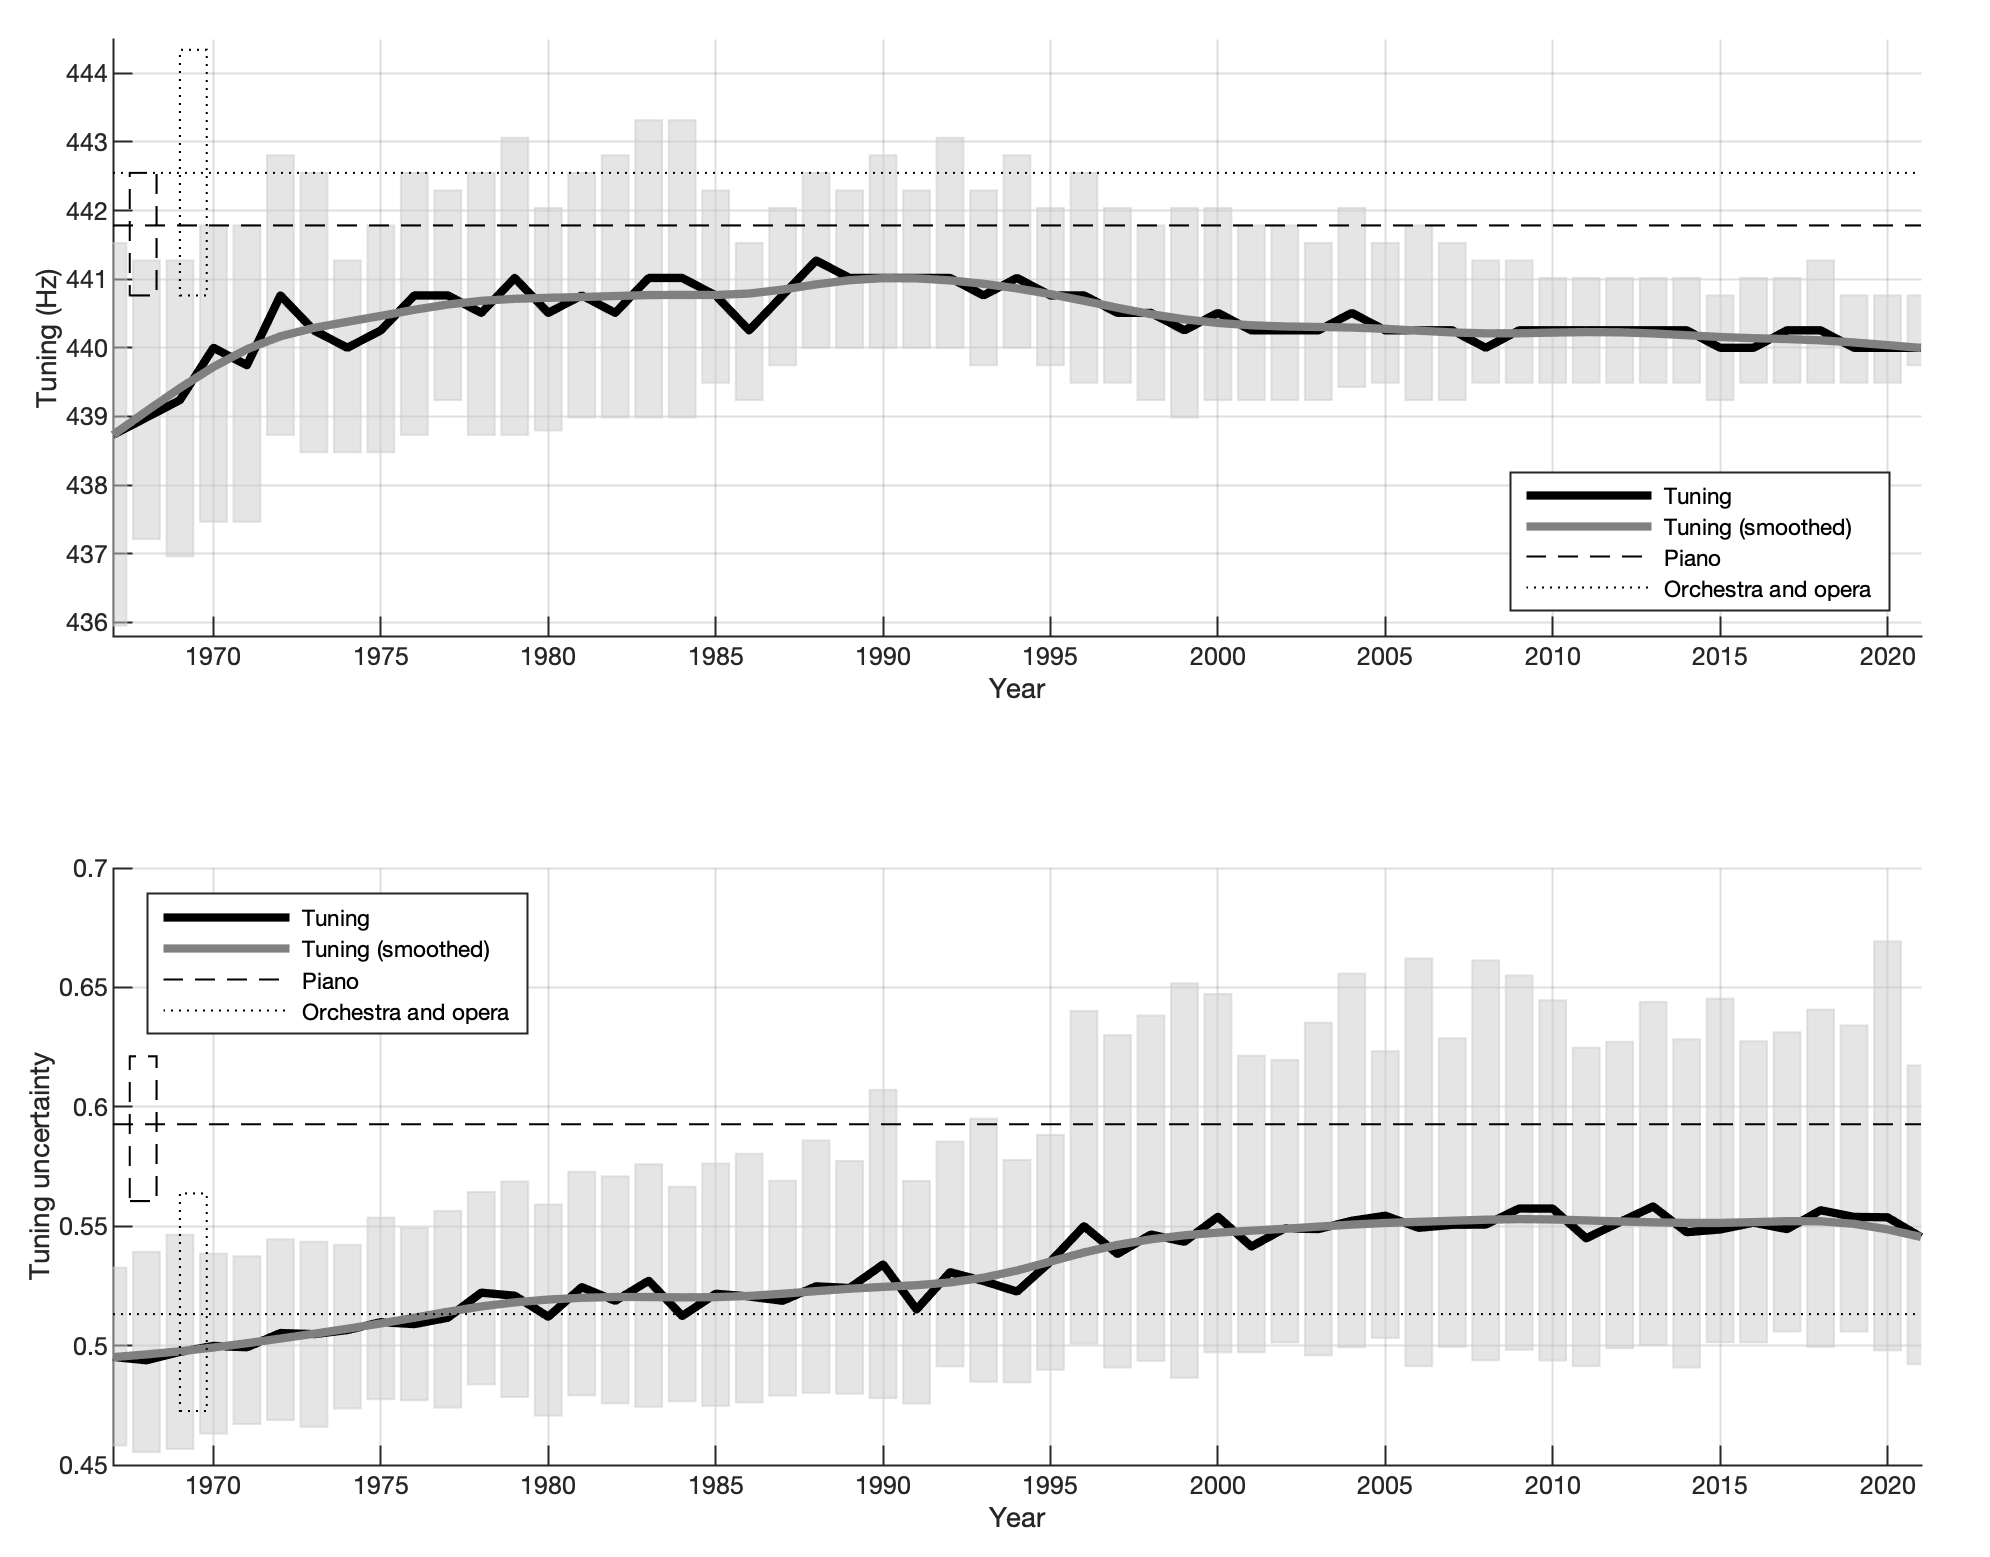 444
443
442
441
440
439
438
437
436
Tuning (Hz)
Tuning
Tuning (smoothed)
Piano
Orchestra and opera
1970 1975 1980 1985 1990 1995 2000 2005 2010 2015 2020
Year
0.7
0.65
0.6
0.55
0.5
0.45
Tuning uncertainty
Tuning
Tuning (smoothed)
Piano
Orchestra and opera
1970 1975 1980 1985 1990 1995 2000 2005 2010 2015 2020
Year